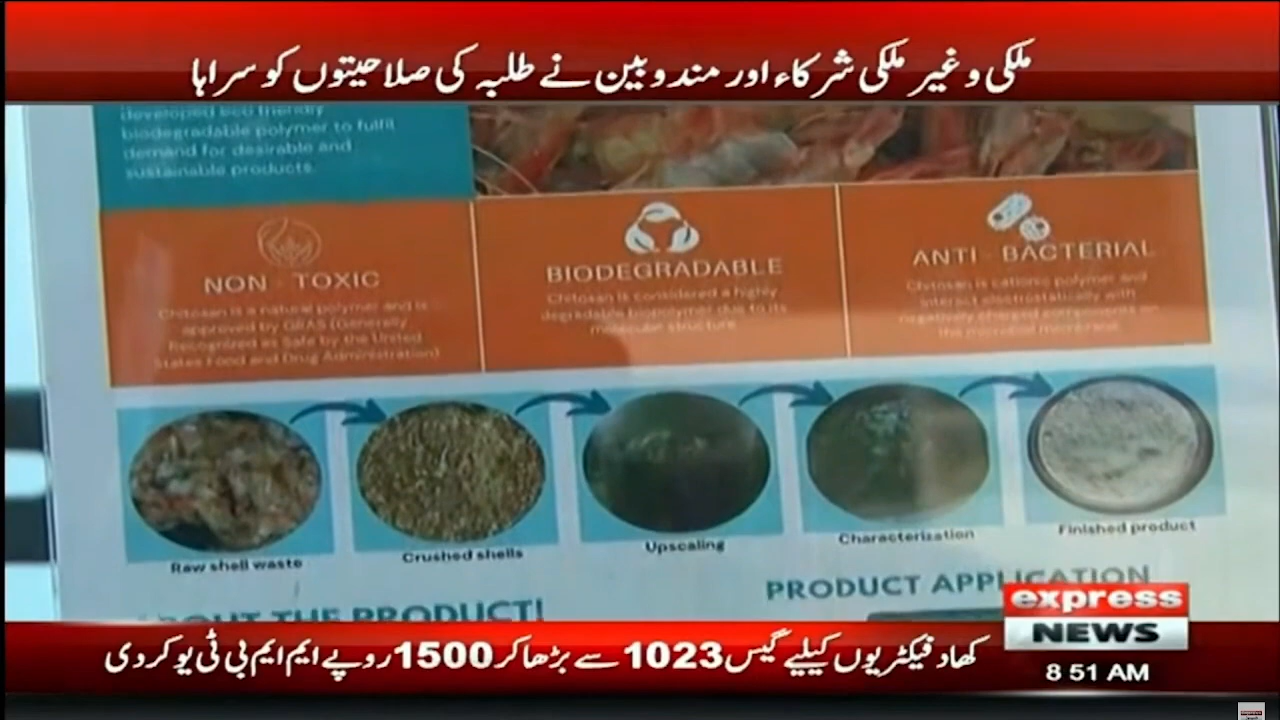 ملکی وغیر ملکی شرکاء اور مندوبین نے طلبہ کی صلاحیتوں کو سراہا
developed eco friendly
biodegradable polymer to fulfil
demand for desirable and
sustainable products.
NON - TOXIC
Chitosan is a natural polymer and is
approved by GRAS (Generally
Recognized as Safe by the United
States Food and Drug Administration)
BIODEGRADABLE
Chitosan is considered a highly
degradable biopolymer due to its
molecular structure
ANTI - BACTERIAL
Chitosan is cationic polymer and
interact electrostatically with
negatively charged components on
the microbial membrane
Raw shell waste
Crushed shells
Upscaling
Characterization
Finished product
ABOUT THE PRODUCT!
PRODUCT APPLICATION
express
NEWS
8 51 AM
کھاد فیکٹریوں کیلیے گیس 1023 سے بڑھا کر 1500 روپے ایم ایم بی ٹی یو کر دی